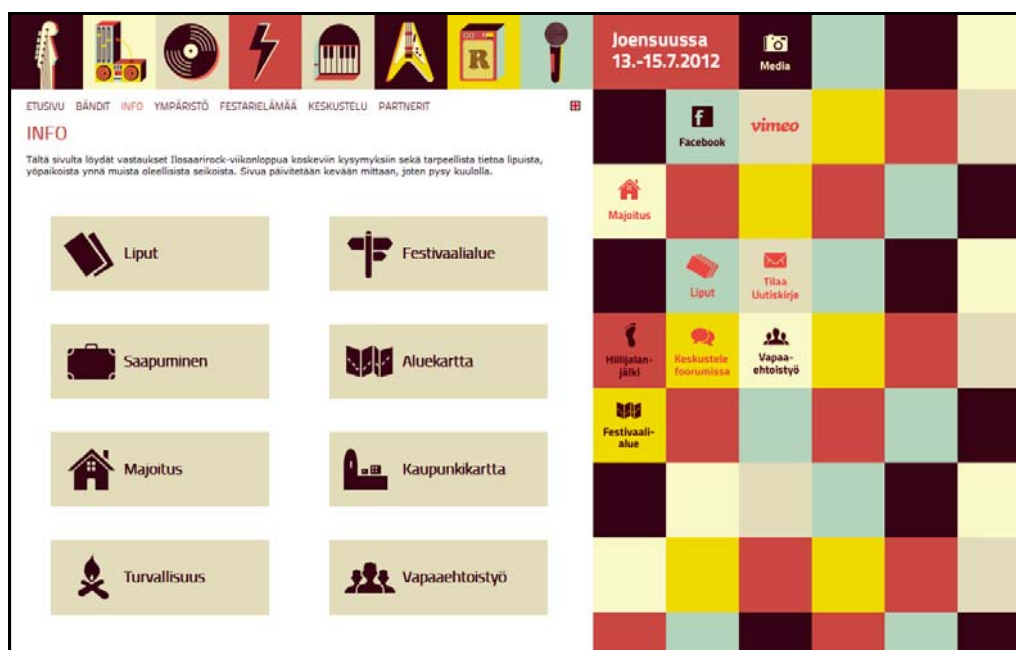 R
Joensuussa
13.-15.7.2012
Media
ETUSIVU BÄNDIT INFO YMPÄRISTÖ FESTARIELÄMÄÄ KESKUSTELU PARTNERIT
INFO
Tältä sivulta löydät vastaukset Ilosaarirock-viikonloppua koskeviin kysymyksiin sekä tarpeellista tietoa lipuista,
yöpaikoista ynnä muista oleellisista seikoista. Sivua päivitetään kevään mittaan, joten pysy kuulolla.
Liput
Festivaalialue
Saapuminen
Aluekartta
Majoitus
Kaupunkikartta
Turvallisuus
Vapaaehtoistyö
f
Facebook
vimeo
Majoitus
Liput
Tilaa
Uutiskirje
Hiilijalan-
jälki
Keskustele
foorumissa
Vapaa-
ehtoistyö
Festivaali-
alue